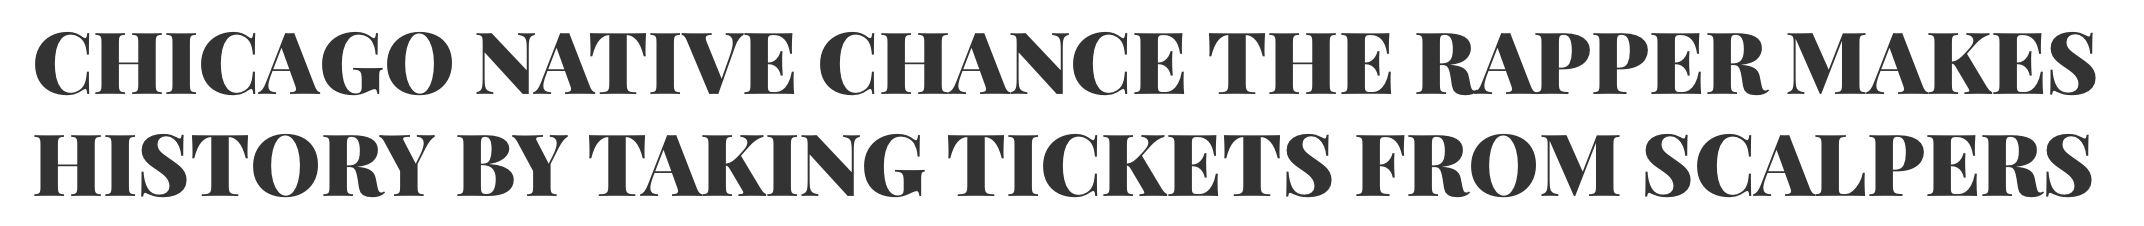 CHICAGO NATIVE CHANCE THE RAPPER MAKES
HISTORY BY TAKING TICKETS FROM SCALPERS